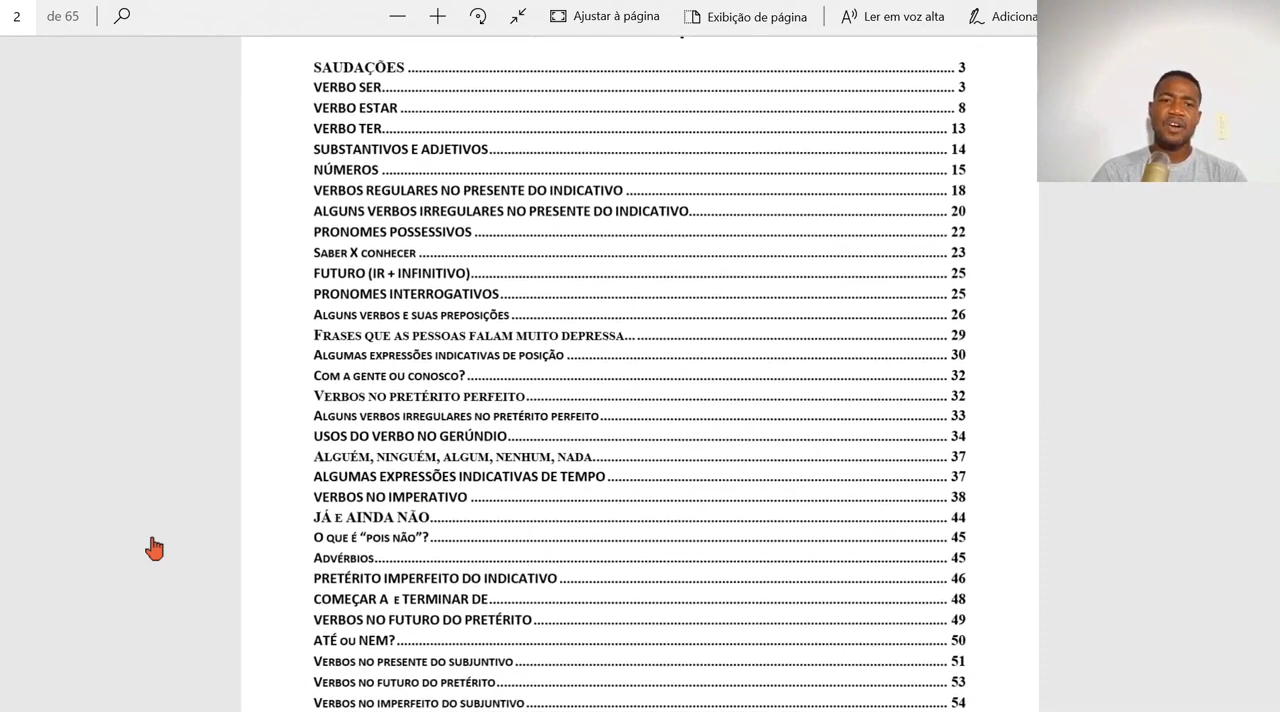 2 de 65 Ajustar à página Exibição de página Ler em voz alta Adiciona
SAUDAÇÕES 3
VERBO SER 3
VERBO ESTAR 8
VERBO TER 13
SUBSTANTIVOS E ADJETIVOS 14
NÚMEROS 15
VERBOS REGULARES NO PRESENTE DO INDICATIVO 18
ALGUNS VERBOS IRREGULARES NO PRESENTE DO INDICATIVO 20
PRONOMES POSSESSIVOS 22
SABER X CONHECER 23
FUTURO (IR + INFINITIVO) 25
PRONOMES INTERROGATIVOS 25
ALGUNS VERBOS E SUAS PREPOSIÇÕES 26
FRASES QUE AS PESSOAS FALAM MUITO DEPRESSA... 29
ALGUMAS EXPRESSÕES INDICATIVAS DE POSIÇÃO 30
COM A GENTE OU CONOSCO? 32
VERBOS NO PRETÉRITO PERFEITO 32
ALGUNS VERBOS IRREGULARES NO PRETÉRITO PERFEITO 33
USOS DO VERBO NO GERÚNDIO 34
ALGUÉM, NINGUÉM, ALGUM, NENHUM, NADA 37
ALGUMAS EXPRESSÕES INDICATIVAS DE TEMPO 37
VERBOS NO IMPERATIVO 38
JÁ E AINDA NÃO 44
O QUE É “POIS NÃO”? 45
ADVÉRBIOS 45
PRETÉRITO IMPERFEITO DO INDICATIVO 46
COMEÇAR A E TERMINAR DE 48
VERBOS NO FUTURO DO PRETÉRITO 49
ATÉ OU NEM? 50
VERBOS NO PRESENTE DO SUBJUNTIVO 51
VERBOS NO FUTURO DO PRETÉRITO 53
VERBOS NO IMPERFEITO DO SUBJUNTIVO 54